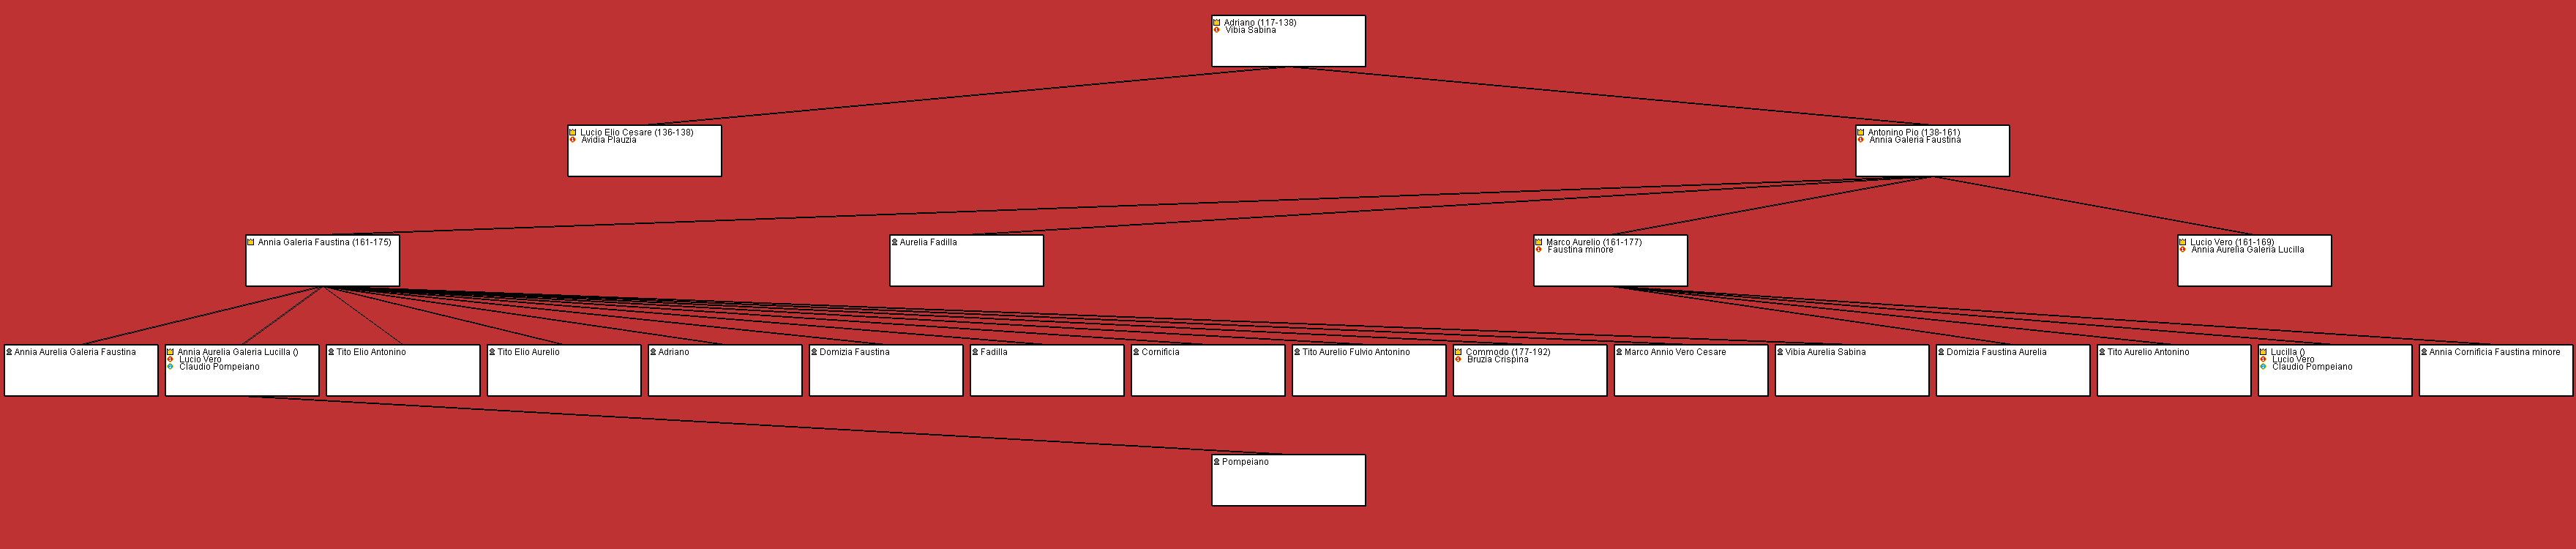 Adriano (117-138)
Vibia Sabina
Lucio Elio Cesare (136-138)
Avidia Plauzia
Antonino Pio (138-161)
Annia Galeria Faustina
Annia Galeria Faustina (161-175)
Aurelia Fadilla
Marco Aurelio (161-177)
Faustina minore
Lucio Vero (161-169)
Annia Aurelia Galeria Lucilla
Annia Aurelia Galeria Faustina
Annia Aurelia Galeria Lucilla ()
Lucio Vero
Claudio Pompeiano
Tito Elio Antonino
Tito Elio Aurelio
Adriano
Domizia Faustina
Fadilla
Cornificia
Tito Aurelio Fulvio Antonino
Commodo (177-192)
Bruzia Crispina
Marco Annio Vero Cesare
Vibia Aurelia Sabina
Domizia Faustina Aurelia
Tito Aurelio Antonino
Lucilla ()
Lucio Vero
Claudio Pompeiano
Annia Cornificia Faustina minore
Pompeiano